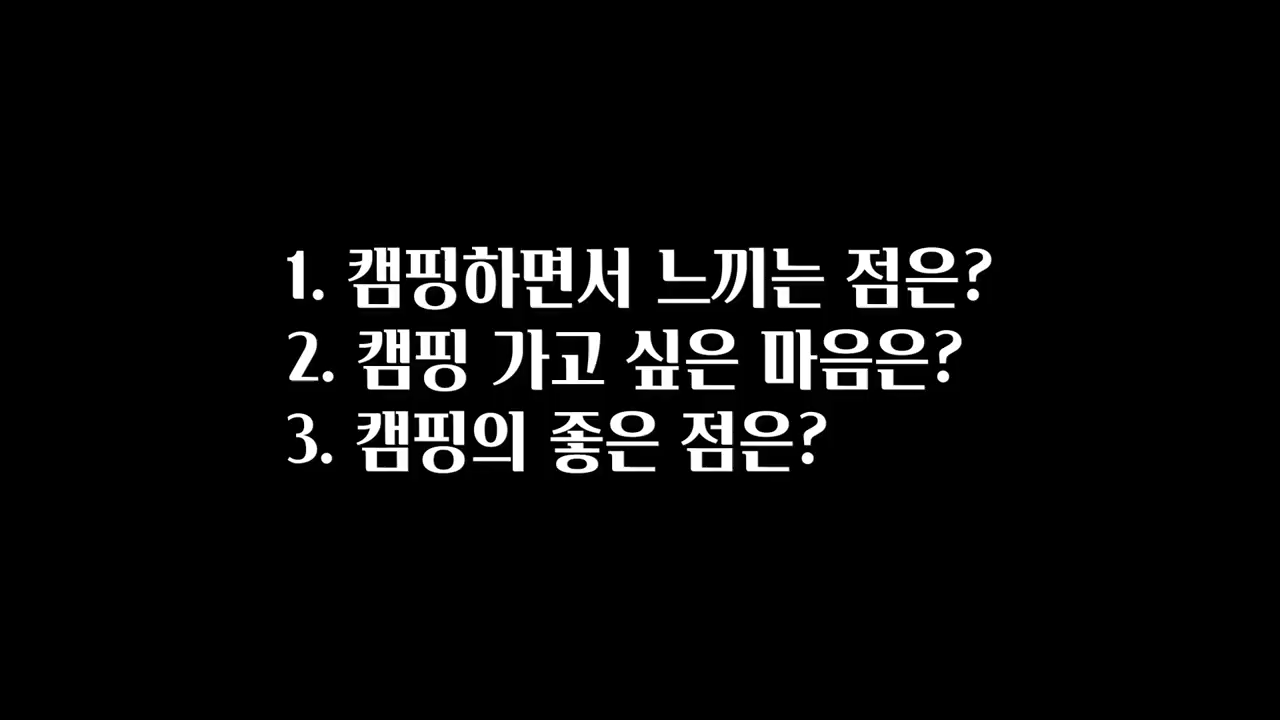 1. 캠핑하면서 느끼는 점은?
2. 캠핑 가고 싶은 마음은?
3. 캠핑의 좋은 점은?